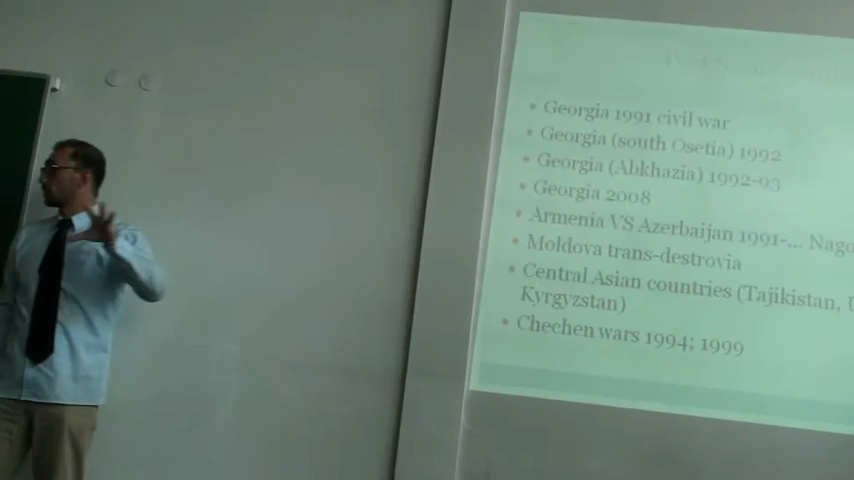 • Georgia 1991 civil war
• Georgia (south Osetia) 1992
• Georgia (Abkhazia) 1992-93
• Georgia 2008
• Armenia VS Azerbaijan 1991-...
• Moldova trans-destrovia
• Central Asian countries (Tajikistan,
Kyrgyzstan)
• Chechen wars 1994; 1999